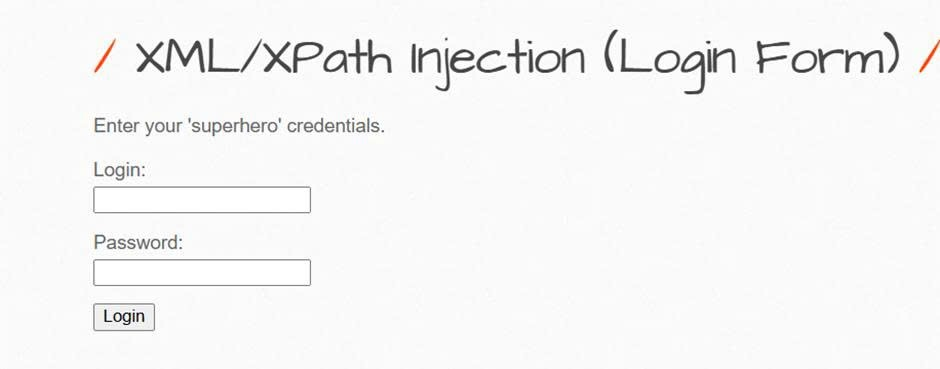 / XML/XPath Injection (Login Form) /
Enter your 'superhero' credentials.
Login:
Password:
Login